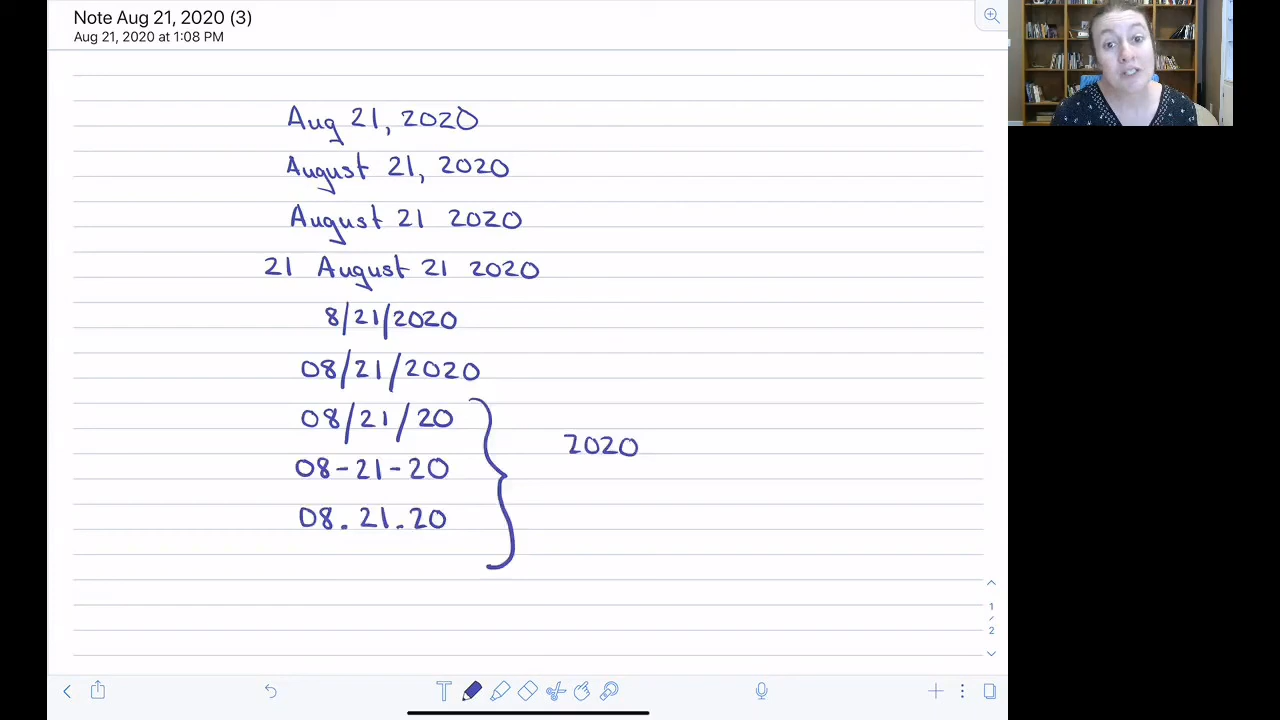 Note Aug 21, 2020 (3)
Aug 21, 2020 at 1:08 PM
Aug 21, 2020
August 21, 2020
August 21 2020
21 August 21 2020
8/21/2020
08/21/2020
08/21/20
2020
08-21-20
08.21.20
1
/
2
T